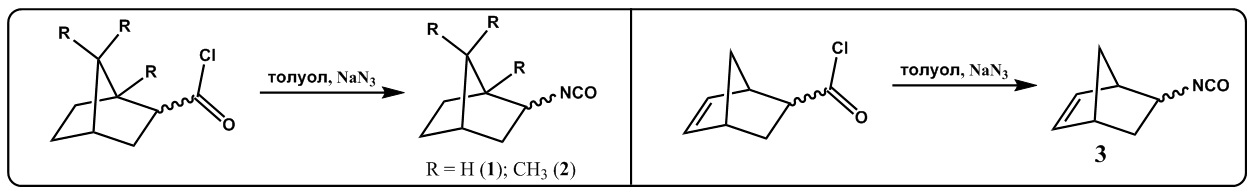 R
R
R
Cl
O
толуол, NaN₃
R
R
R
NCO
R = H (1); CH₃ (2)
Cl
O
толуол, NaN₃
NCO
3